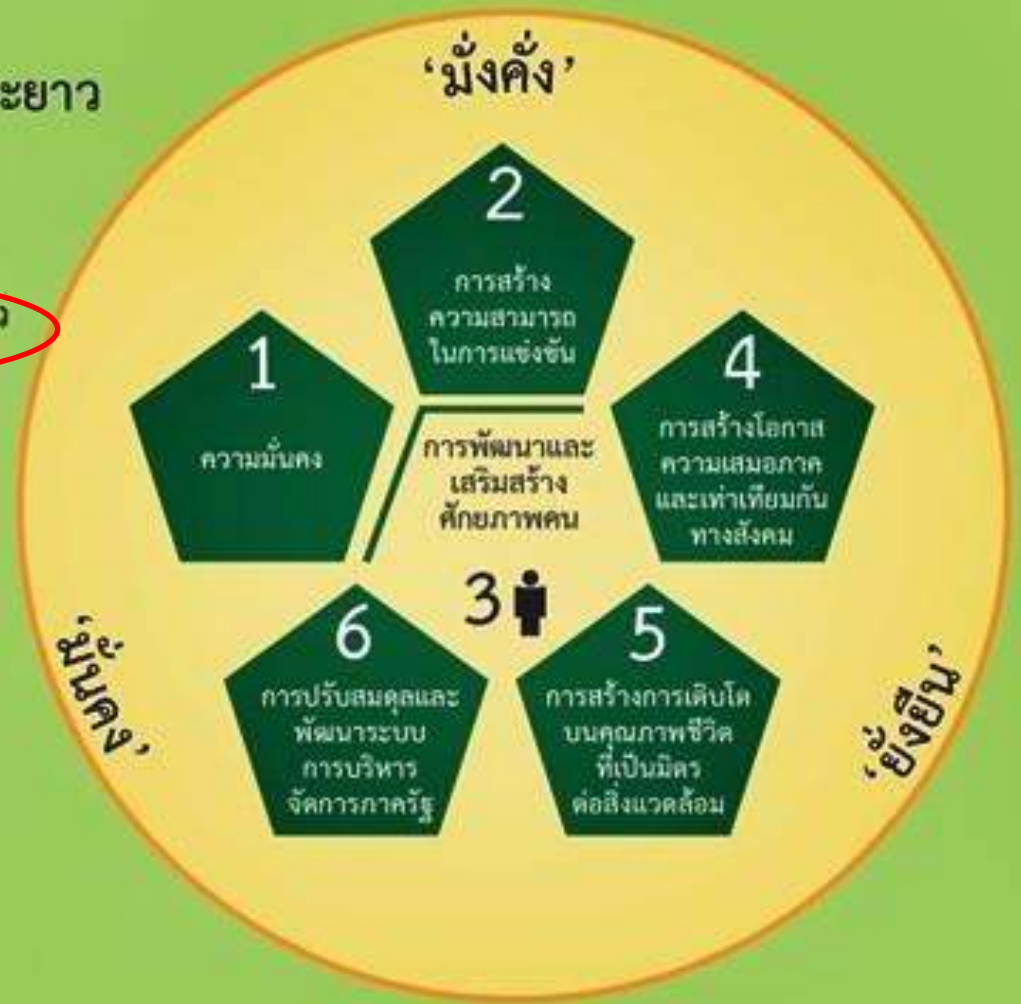 ‘มั่งคั่ง’
2
การสร้าง
ความสามารถ
ในการแข่งขัน
1
ความมั่นคง
4
การสร้างโอกาส
ความเสมอภาค
และเท่าเทียมกัน
ทางสังคม
การพัฒนาและ
เสริมสร้าง
ศักยภาพคน
3
6
การปรับสมดุลและ
พัฒนาระบบ
การบริหาร
จัดการภาครัฐ
5
การสร้างการเติบโต
บนคุณภาพชีวิต
ที่เป็นมิตร
ต่อสิ่งแวดล้อม
‘มั่นคง’
‘ยั่งยืน’